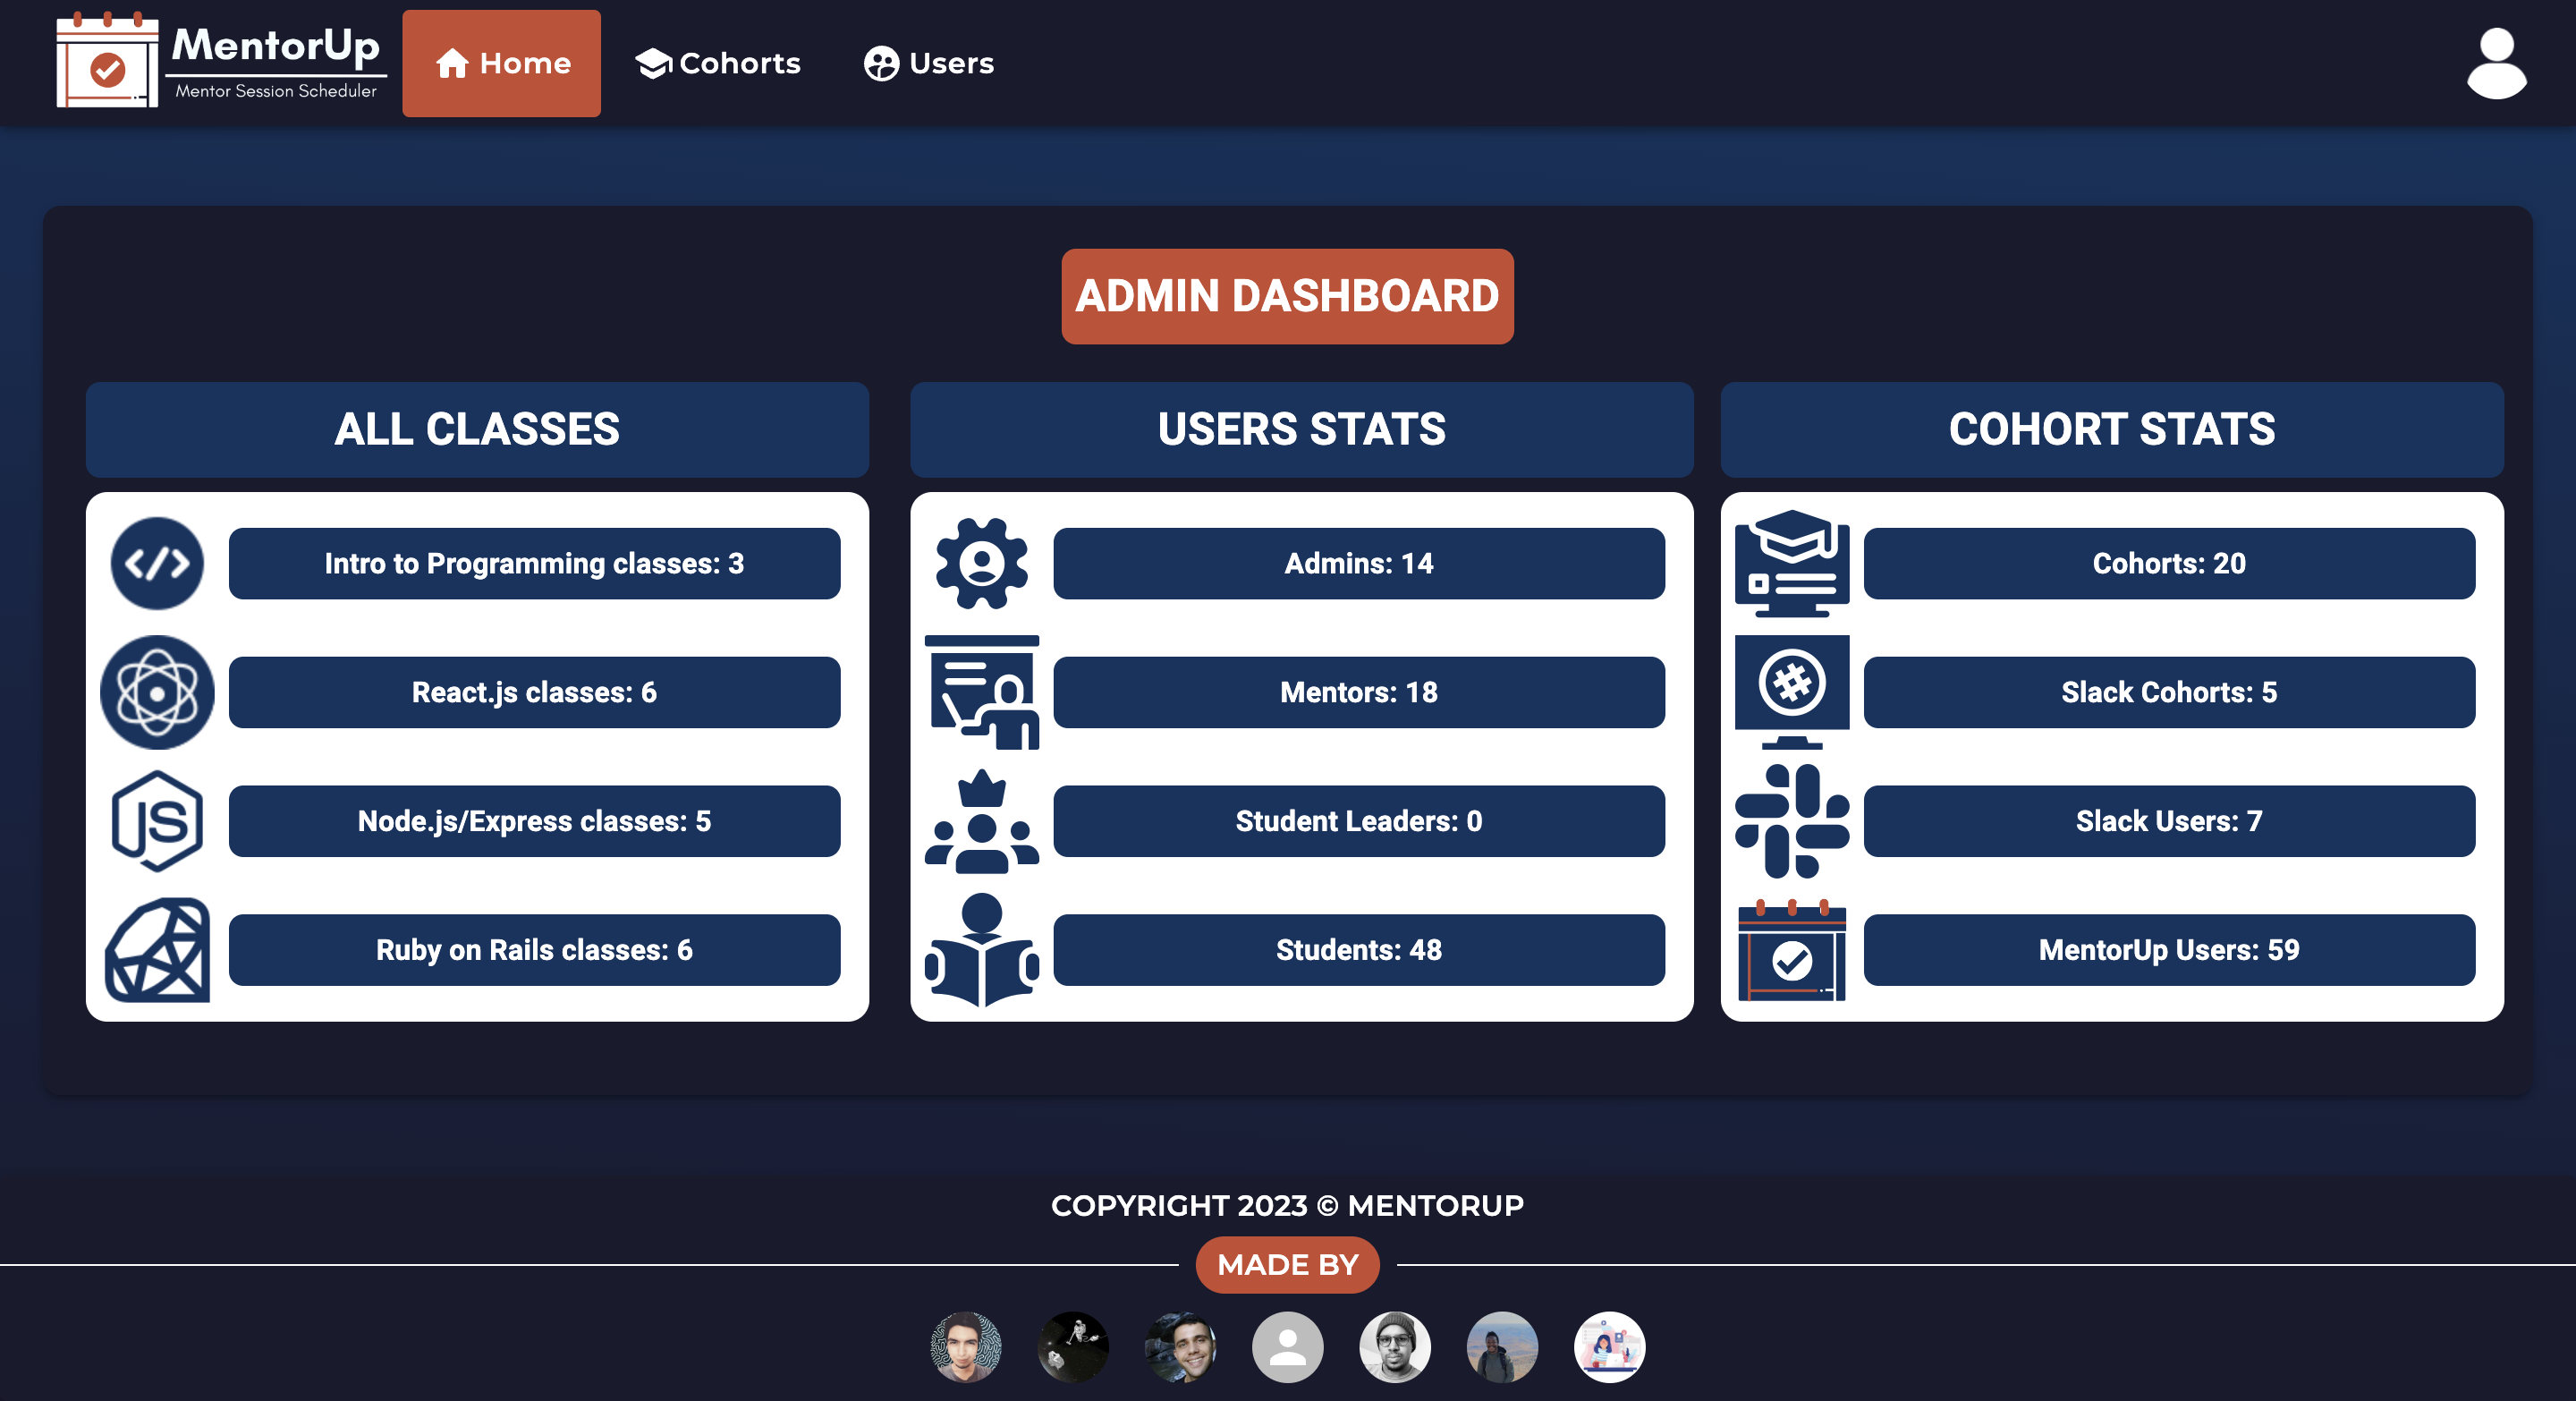 MentorUp
Mentor Session Scheduler
Home
Cohorts
Users
ADMIN DASHBOARD
ALL CLASSES
Intro to Programming classes: 3
React.js classes: 6
Node.js/Express classes: 5
Ruby on Rails classes: 6
USERS STATS
Admins: 14
Mentors: 18
Student Leaders: 0
Students: 48
COHORT STATS
Cohorts: 20
Slack Cohorts: 5
Slack Users: 7
MentorUp Users: 59
COPYRIGHT 2023 © MENTORUP
MADE BY